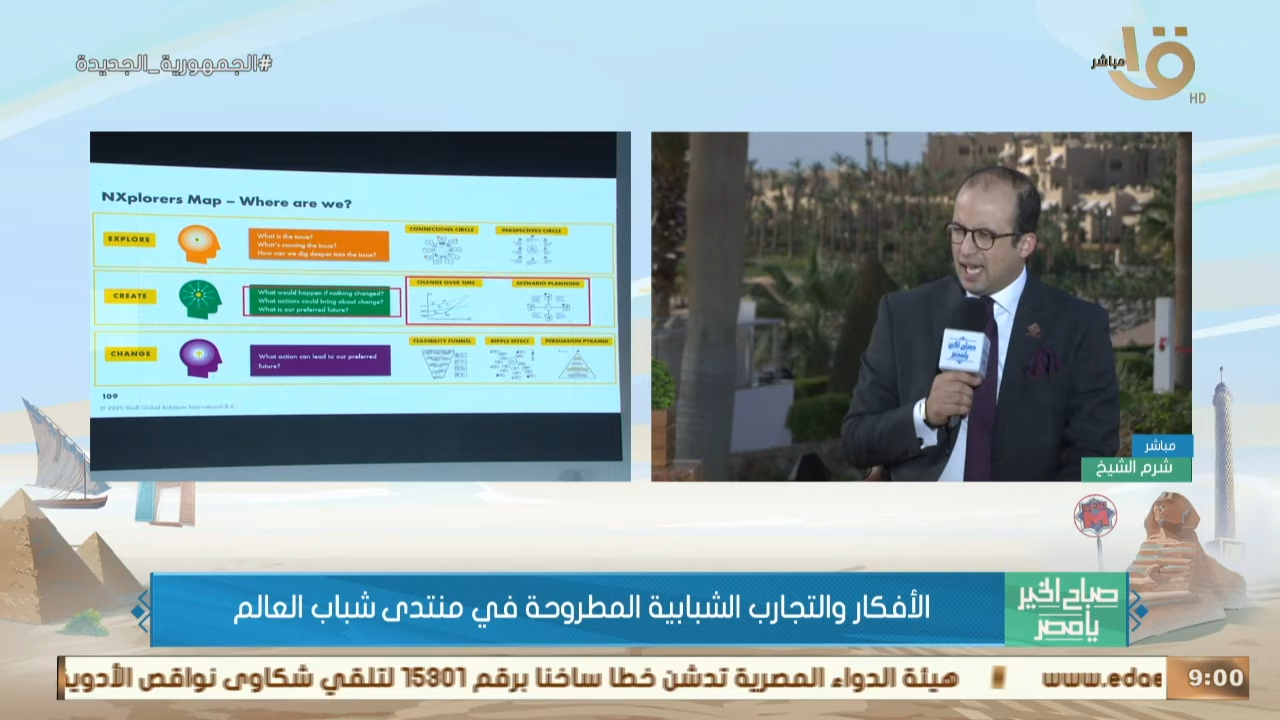 #الجمهورية_الجديدة
مباشر
HD
NXplorers Map – Where are we?
EXPLORE
What is the issue?
What's causing the issue?
How can we dig deeper into the issue?
CONNECTIONS CIRCLE
PERSPECTIVES CIRCLE
CREATE
What would happen if nothing changed?
What actions could bring about change?
What is our preferred future?
CHANGE OVER TIME
SCENARIO PLANNING
CHANGE
What action can lead to our preferred
future?
FEASIBILITY FUNNEL
RIPPLE EFFECT
PERSUASION PYRAMID
109
صباح الخير
يا مصر
مباشر
شرم الشيخ
M
صباح الخير
يا مصر
الأفكار والتجارب الشبابية المطروحة في منتدى شباب العالم
هيئة الدواء المصرية تدشن خطا ساخنا برقم 15301 لتلقي شكاوى نواقص الأدوية
9:00